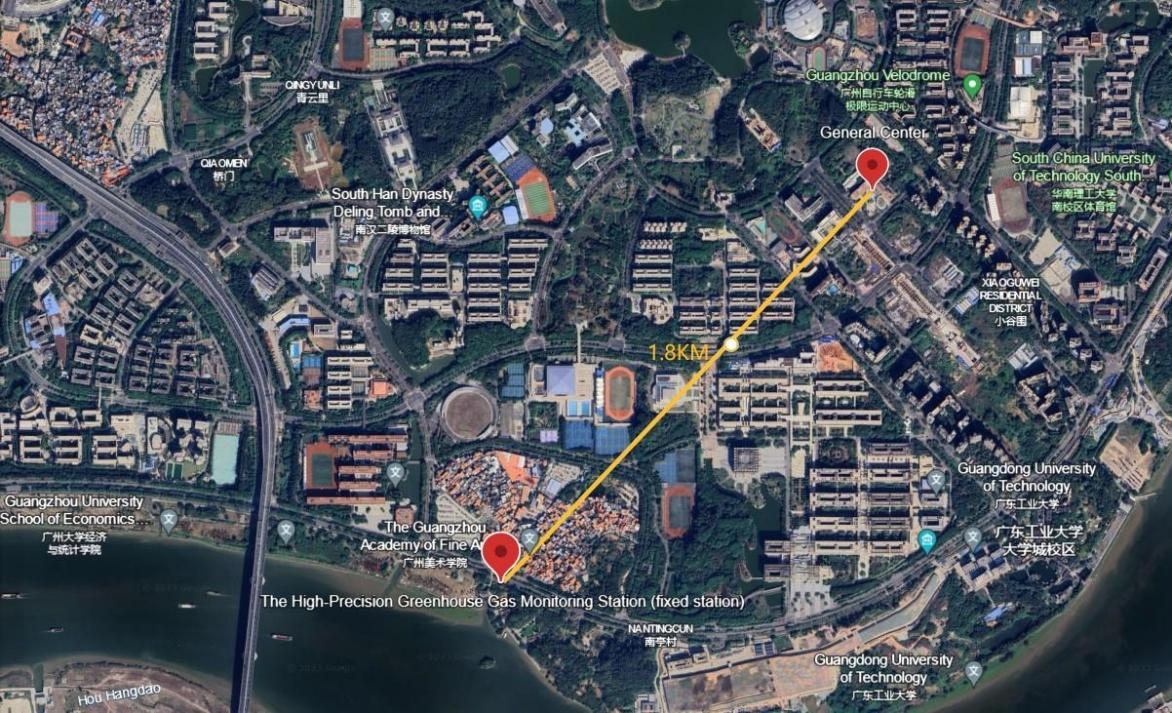 QINGYUNLI
青云里
Guangzhou Velodrome
广州自行车轮滑
极限运动中心
General Center
QIAOMEN
桥门
South China University
of Technology South...
华南理工大学
南校区体育馆
South Han Dynasty
Deling Tomb and...
南汉二陵博物馆
XIAOGUWEI
RESIDENTIAL
DISTRICT
小谷围
1.8KM
Guangdong University
of Technology
广东工业大学
Guangzhou University
School of Economics...
广州大学经济
与统计学院
The Guangzhou
Academy of Fine A
广州美术学院
广东工业大学
大学城校区
The High-Precision Greenhouse Gas Monitoring Station (fixed station)
NANTINGCUN
南亭村
Guangdong University
of Technology
广东工业大学
Hou Hangdao